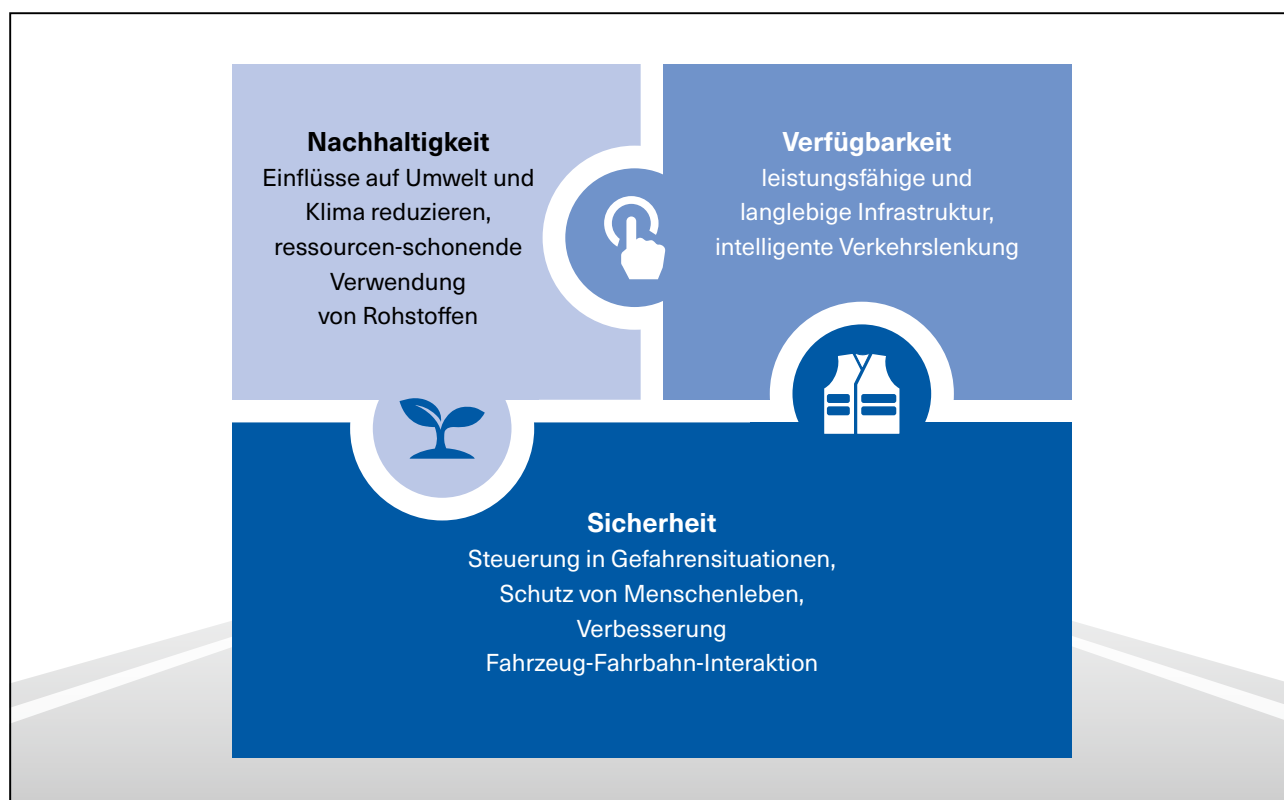 Nachhaltigkeit
Einflüsse auf Umwelt und
Klima reduzieren,
ressourcen-schonende
Verwendung
von Rohstoffen
Verfügbarkeit
leistungsfähige und
langlebige Infrastruktur,
intelligente Verkehrslenkung
Sicherheit
Steuerung in Gefahrensituationen,
Schutz von Menschenleben,
Verbesserung
Fahrzeug-Fahrbahn-Interaktion